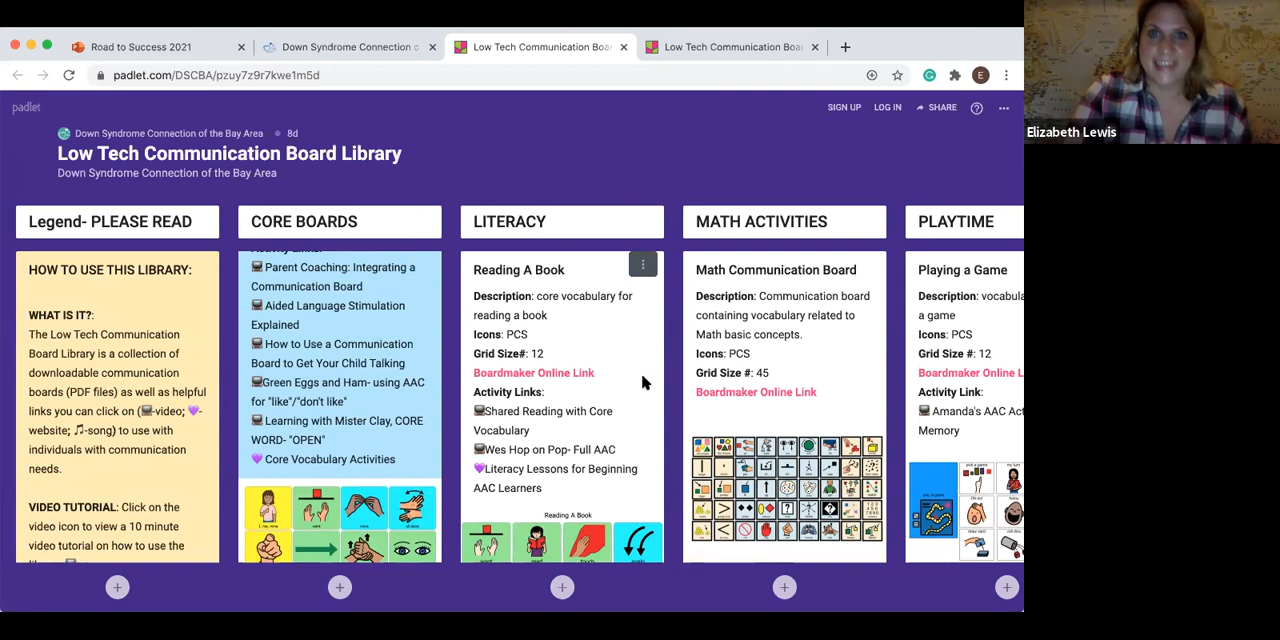 Road to Success 2021
Down Syndrome Connection o
Low Tech Communication Boar
Low Tech Communication Boar
padlet.com/DSCBA/pzuy7z9r7kwe1m5d
E
padlet
SIGN UP
LOG IN
SHARE
Down Syndrome Connection of the Bay Area
8d
Low Tech Communication Board Library
Down Syndrome Connection of the Bay Area
Elizabeth Lewis
Legend- PLEASE READ
HOW TO USE THIS LIBRARY:
WHAT IS IT?:
The Low Tech Communication
Board Library is a collection of
downloadable communication
boards (PDF files) as well as helpful
links you can click on (💻-video; 💜-
website; 🎵-song) to use with
individuals with communication
needs.
VIDEO TUTORIAL: Click on the
video icon to view a 10 minute
video tutorial on how to use the
CORE BOARDS
Activity Links:
Parent Coaching: Integrating a
Communication Board
Aided Language Stimulation
Explained
How to Use a Communication
Board to Get Your Child Talking
Green Eggs and Ham- using AAC
for "like"/"don't like"
Learning with Mister Clay, CORE
WORD- "OPEN"
💜 Core Vocabulary Activities
LITERACY
Reading A Book
Description: core vocabulary for
reading a book
Icons: PCS
Grid Size#: 12
Boardmaker Online Link
Activity Links:
Shared Reading with Core
Vocabulary
Wes Hop on Pop- Full AAC
💜Literacy Lessons for Beginning
AAC Learners
Reading A Book
MATH ACTIVITIES
Math Communication Board
Description: Communication board
containing vocabulary related to
Math basic concepts.
Icons: PCS
Grid Size #: 45
Boardmaker Online Link
PLAYTIME
Playing a Game
Description: vocabula
a game
Icons: PCS
Grid Size#: 12
Boardmaker Online L
Activity Link:
Amanda's AAC Act
Memory